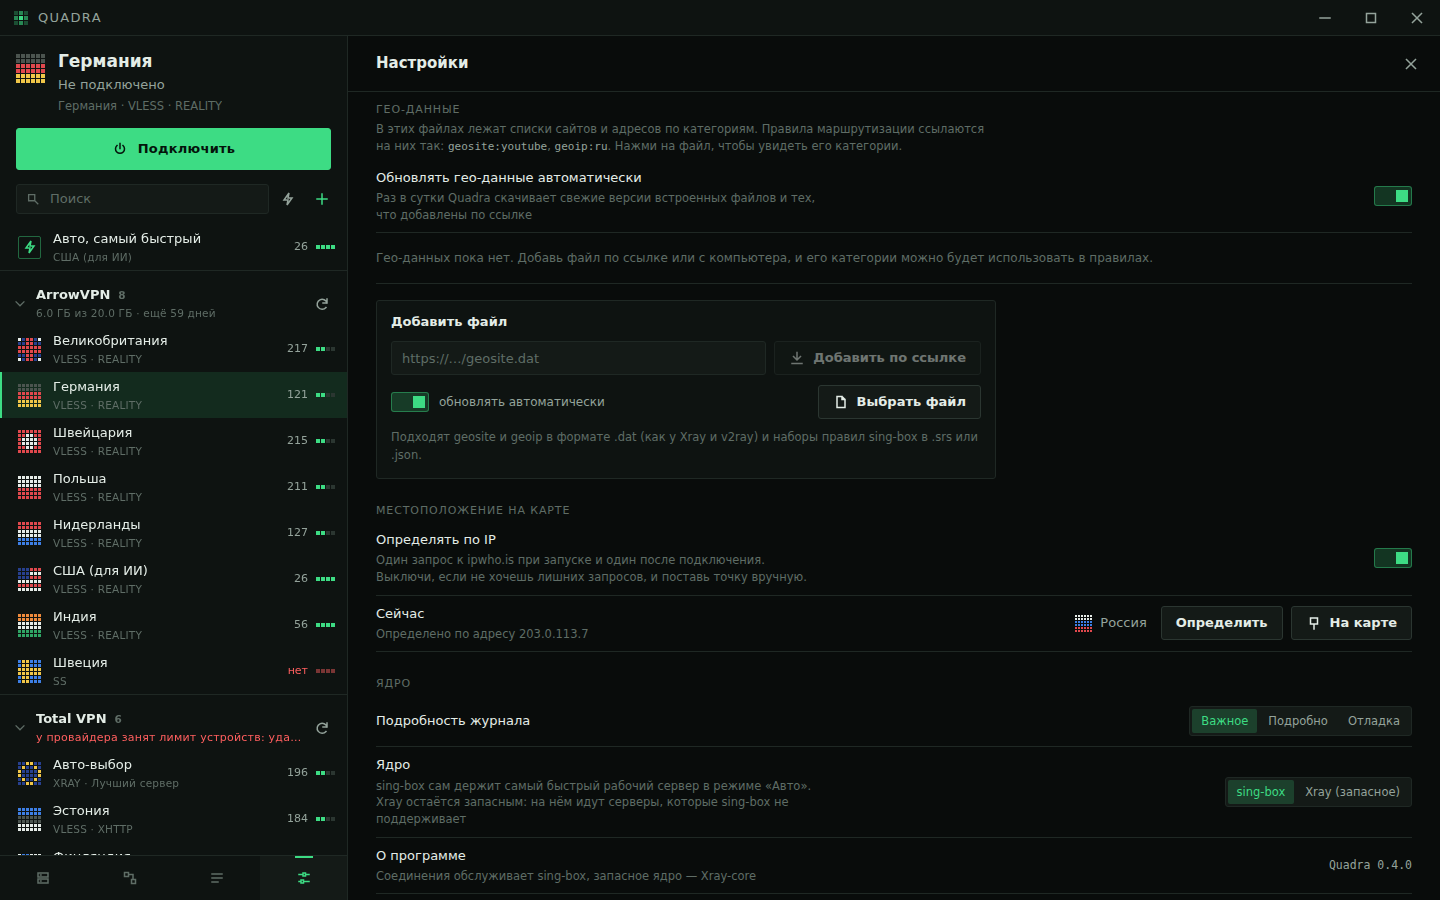 QUADRA
Германия
Не подключено
Германия · VLESS · REALITY
Подключить
Поиск
Авто, самый быстрый
США (для ИИ)
26
ArrowVPN 8
6.0 ГБ из 20.0 ГБ · ещё 59 дней
Великобритания
VLESS · REALITY
217
Германия
VLESS · REALITY
121
Швейцария
VLESS · REALITY
215
Польша
VLESS · REALITY
211
Нидерланды
VLESS · REALITY
127
США (для ИИ)
VLESS · REALITY
26
Индия
VLESS · REALITY
56
Швеция
SS
нет
Total VPN 6
у провайдера занят лимит устройств: уда…
Авто-выбор
XRAY · Лучший сервер
196
Эстония
VLESS · XHTTP
184
Настройки
ГЕО-ДАННЫЕ
В этих файлах лежат списки сайтов и адресов по категориям. Правила маршрутизации ссылаются
на них так: geosite:youtube, geoip:ru. Нажми на файл, чтобы увидеть его категории.
Обновлять гео-данные автоматически
Раз в сутки Quadra скачивает свежие версии встроенных файлов и тех,
что добавлены по ссылке
Гео-данных пока нет. Добавь файл по ссылке или с компьютера, и его категории можно будет использовать в правилах.
Добавить файл
https://…/geosite.dat
Добавить по ссылке
обновлять автоматически
Выбрать файл
Подходят geosite и geoip в формате .dat (как у Xray и v2ray) и наборы правил sing-box в .srs или
.json.
МЕСТОПОЛОЖЕНИЕ НА КАРТЕ
Определять по IP
Один запрос к ipwho.is при запуске и один после подключения.
Выключи, если не хочешь лишних запросов, и поставь точку вручную.
Сейчас
Определено по адресу 203.0.113.7
Россия
Определить
На карте
ЯДРО
Подробность журнала
Важное
Подробно
Отладка
Ядро
sing-box сам держит самый быстрый рабочий сервер в режиме «Авто».
Xray остаётся запасным: на нём идут серверы, которые sing-box не
поддерживает
sing-box
Xray (запасное)
О программе
Соединения обслуживает sing-box, запасное ядро — Xray-core
Quadra 0.4.0